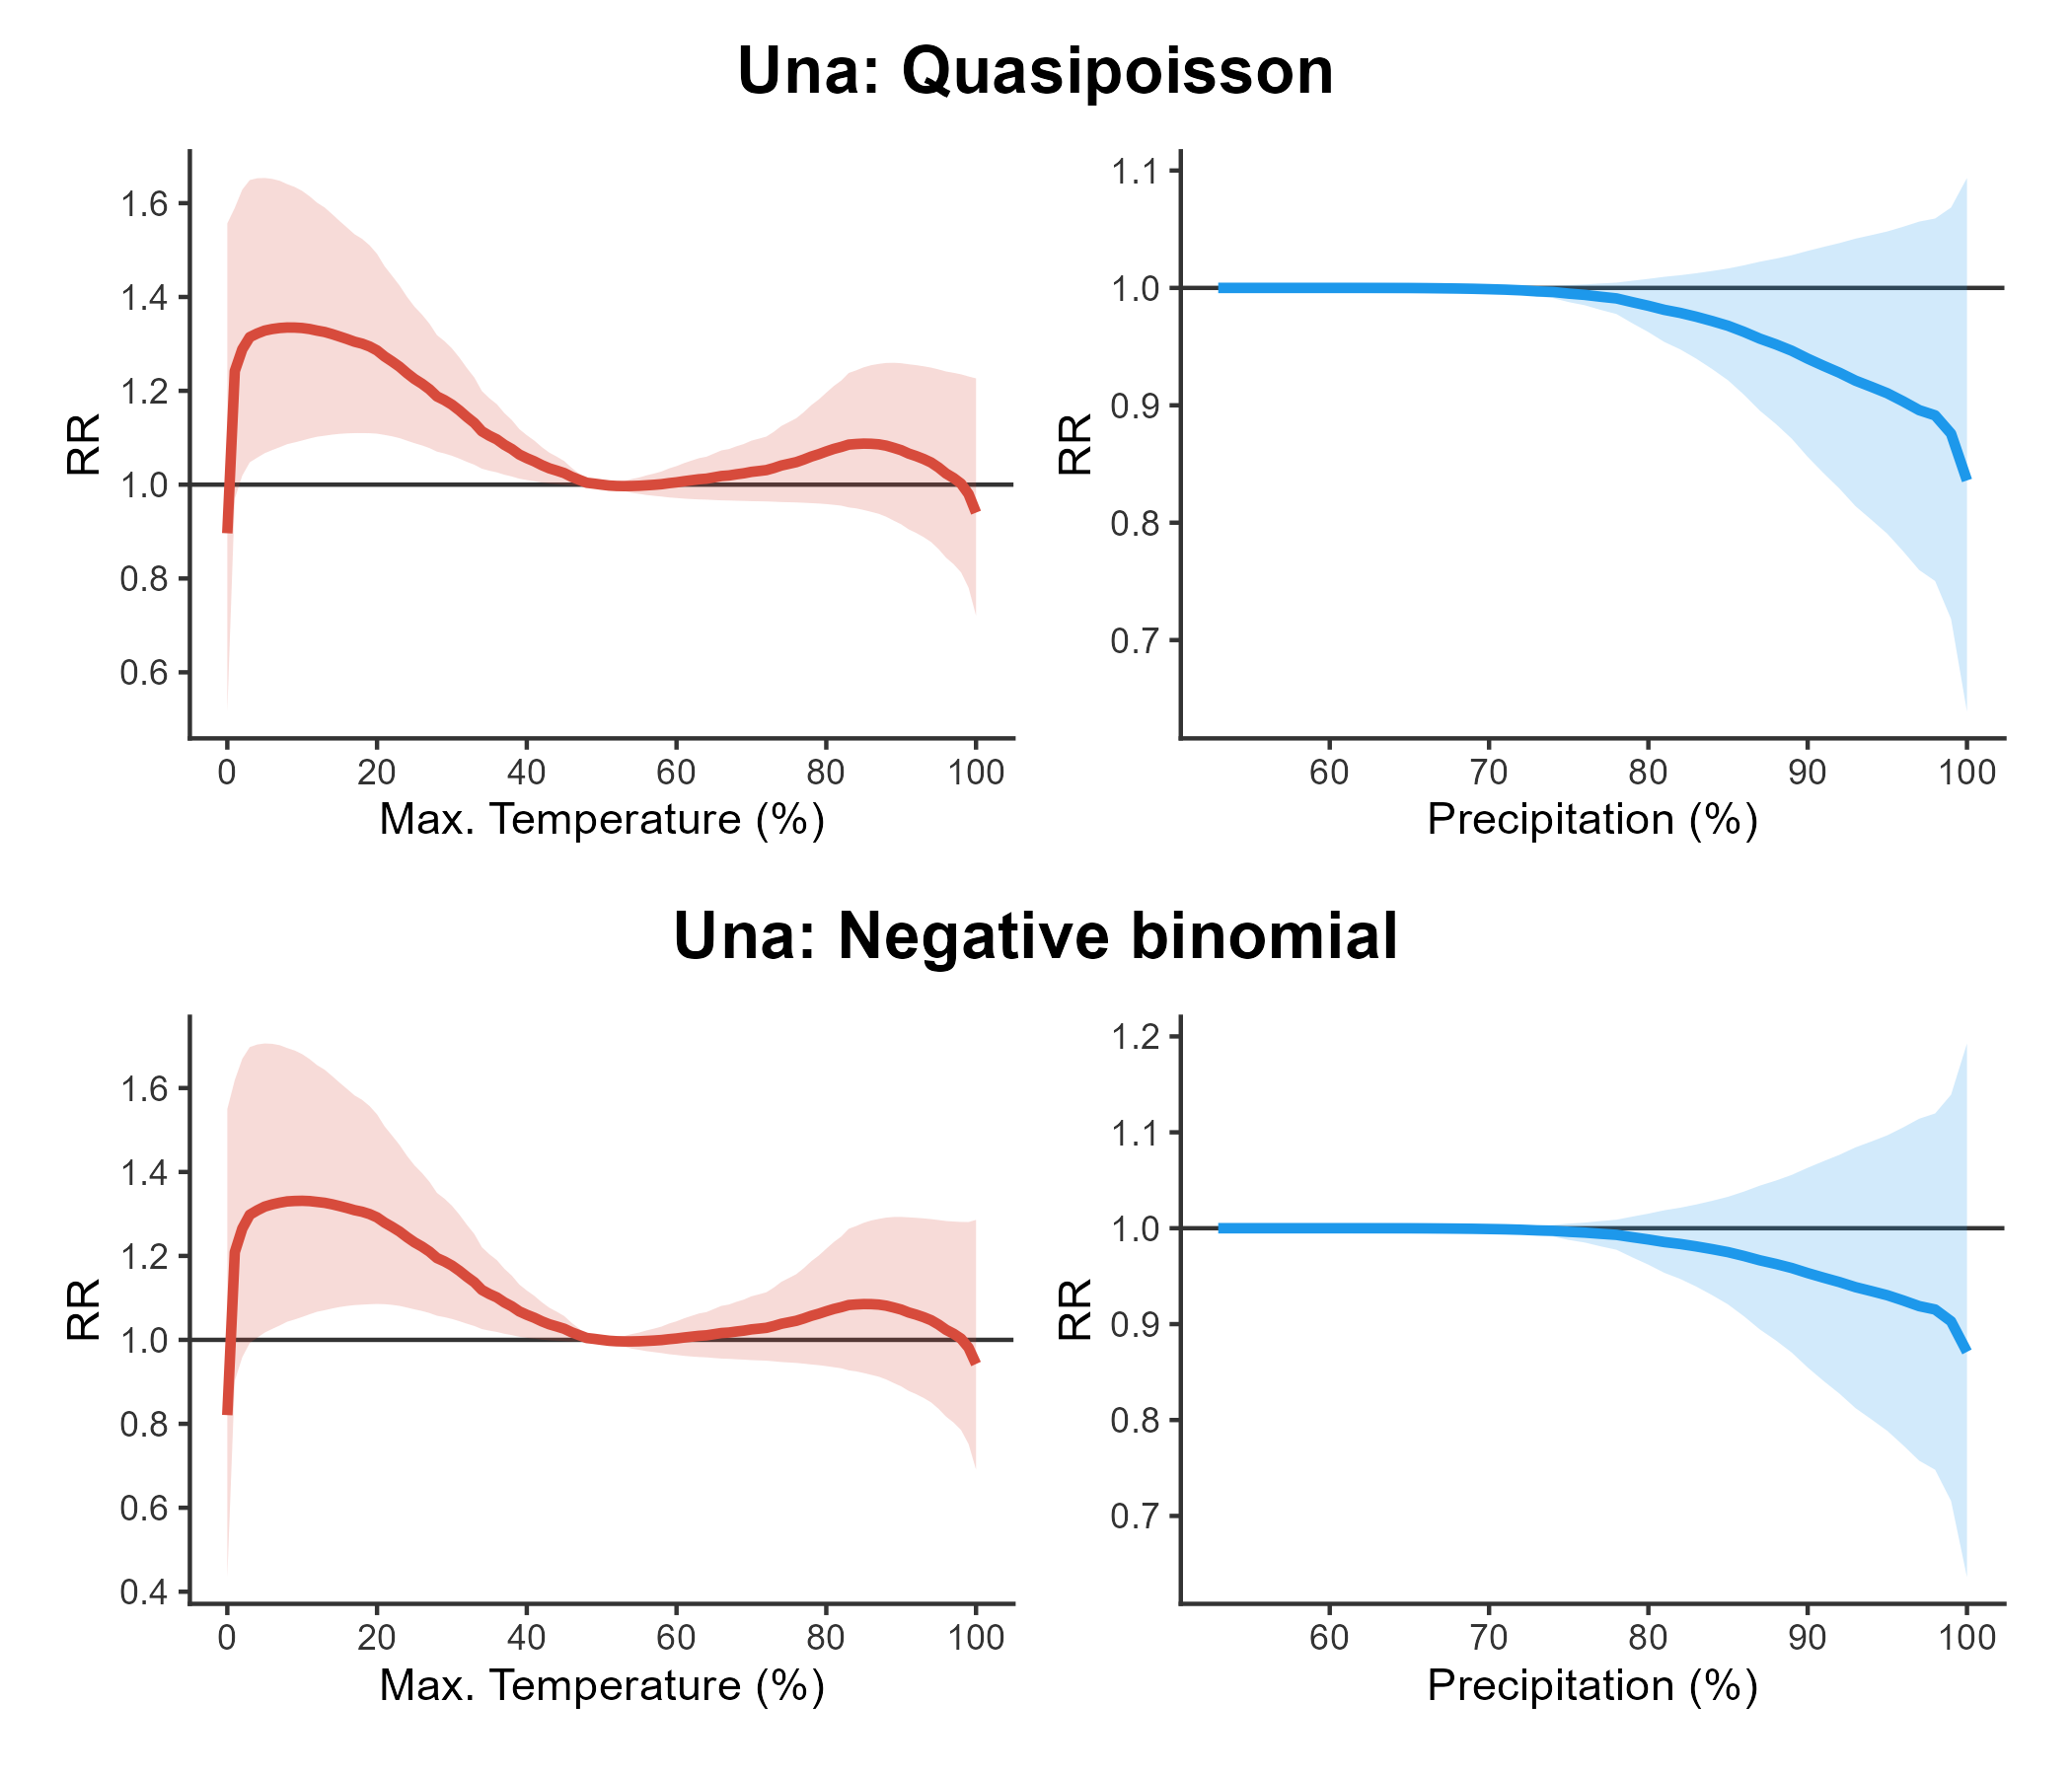 Una: Quasipoisson
RR
1.6
1.4
1.2
1.0
0.8
0.6
0 20 40 60 80 100
Max. Temperature (%)
RR
1.1
1.0
0.9
0.8
0.7
60 70 80 90 100
Precipitation (%)
Una: Negative binomial
RR
1.6
1.4
1.2
1.0
0.8
0.6
0.4
0 20 40 60 80 100
Max. Temperature (%)
RR
1.2
1.1
1.0
0.9
0.8
0.7
60 70 80 90 100
Precipitation (%)